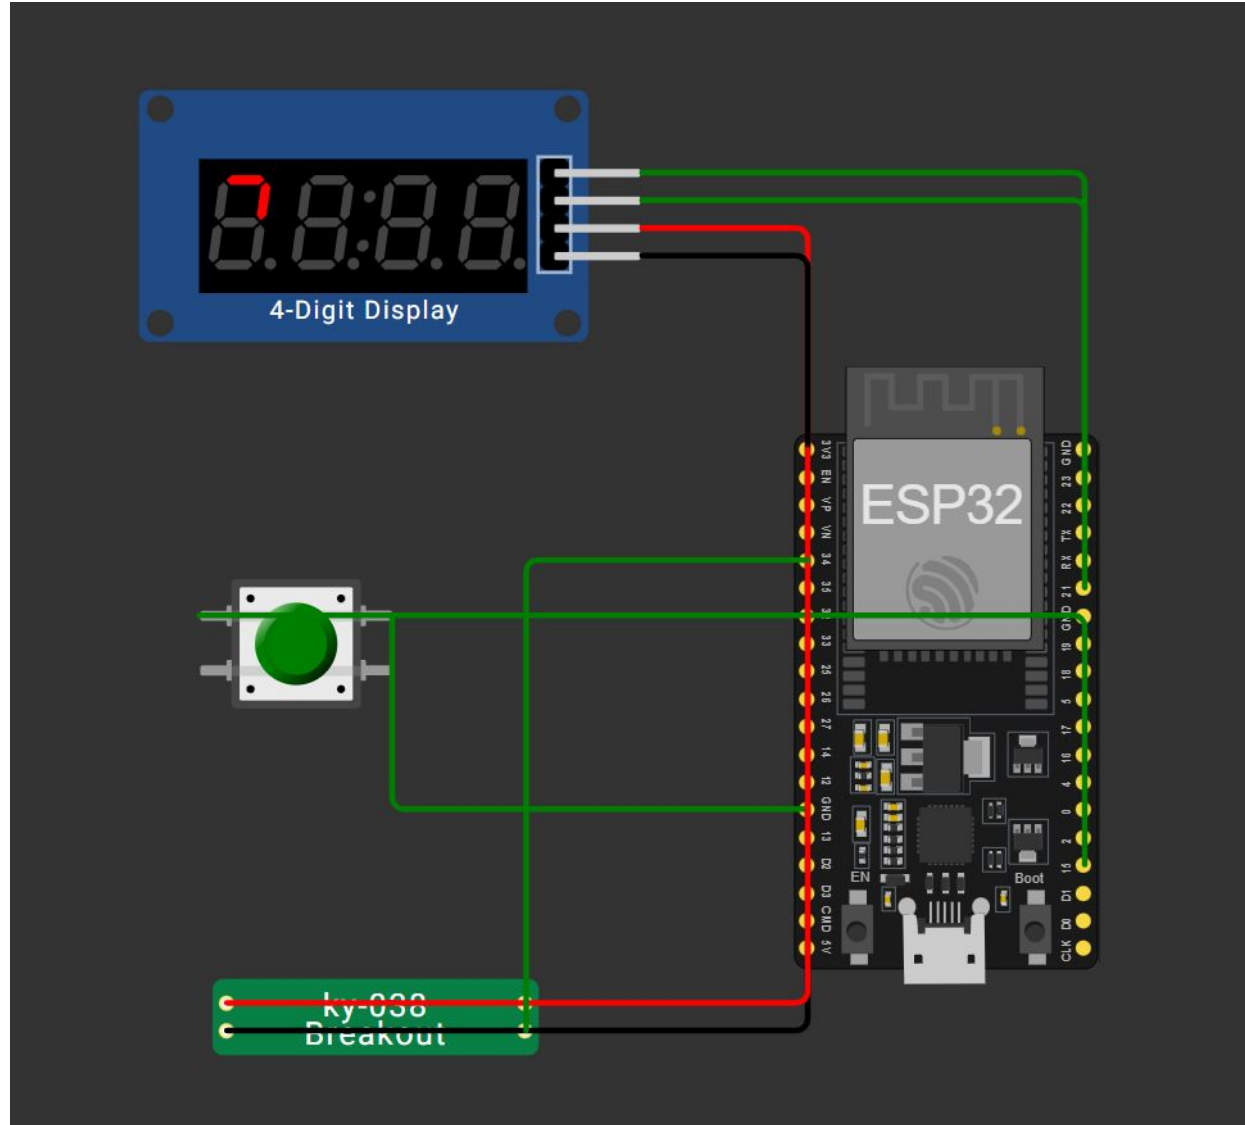 7
4-Digit Display
ESP32
3V3
EN
VP
VN
34
35
32
33
25
26
27
14
12
GND
13
D2
D3
CMD
5V
GND
23
22
TX
RX
21
GND
19
18
5
17
16
4
0
2
15
D1
D0
CLK
EN
Boot
ky-038
Breakout